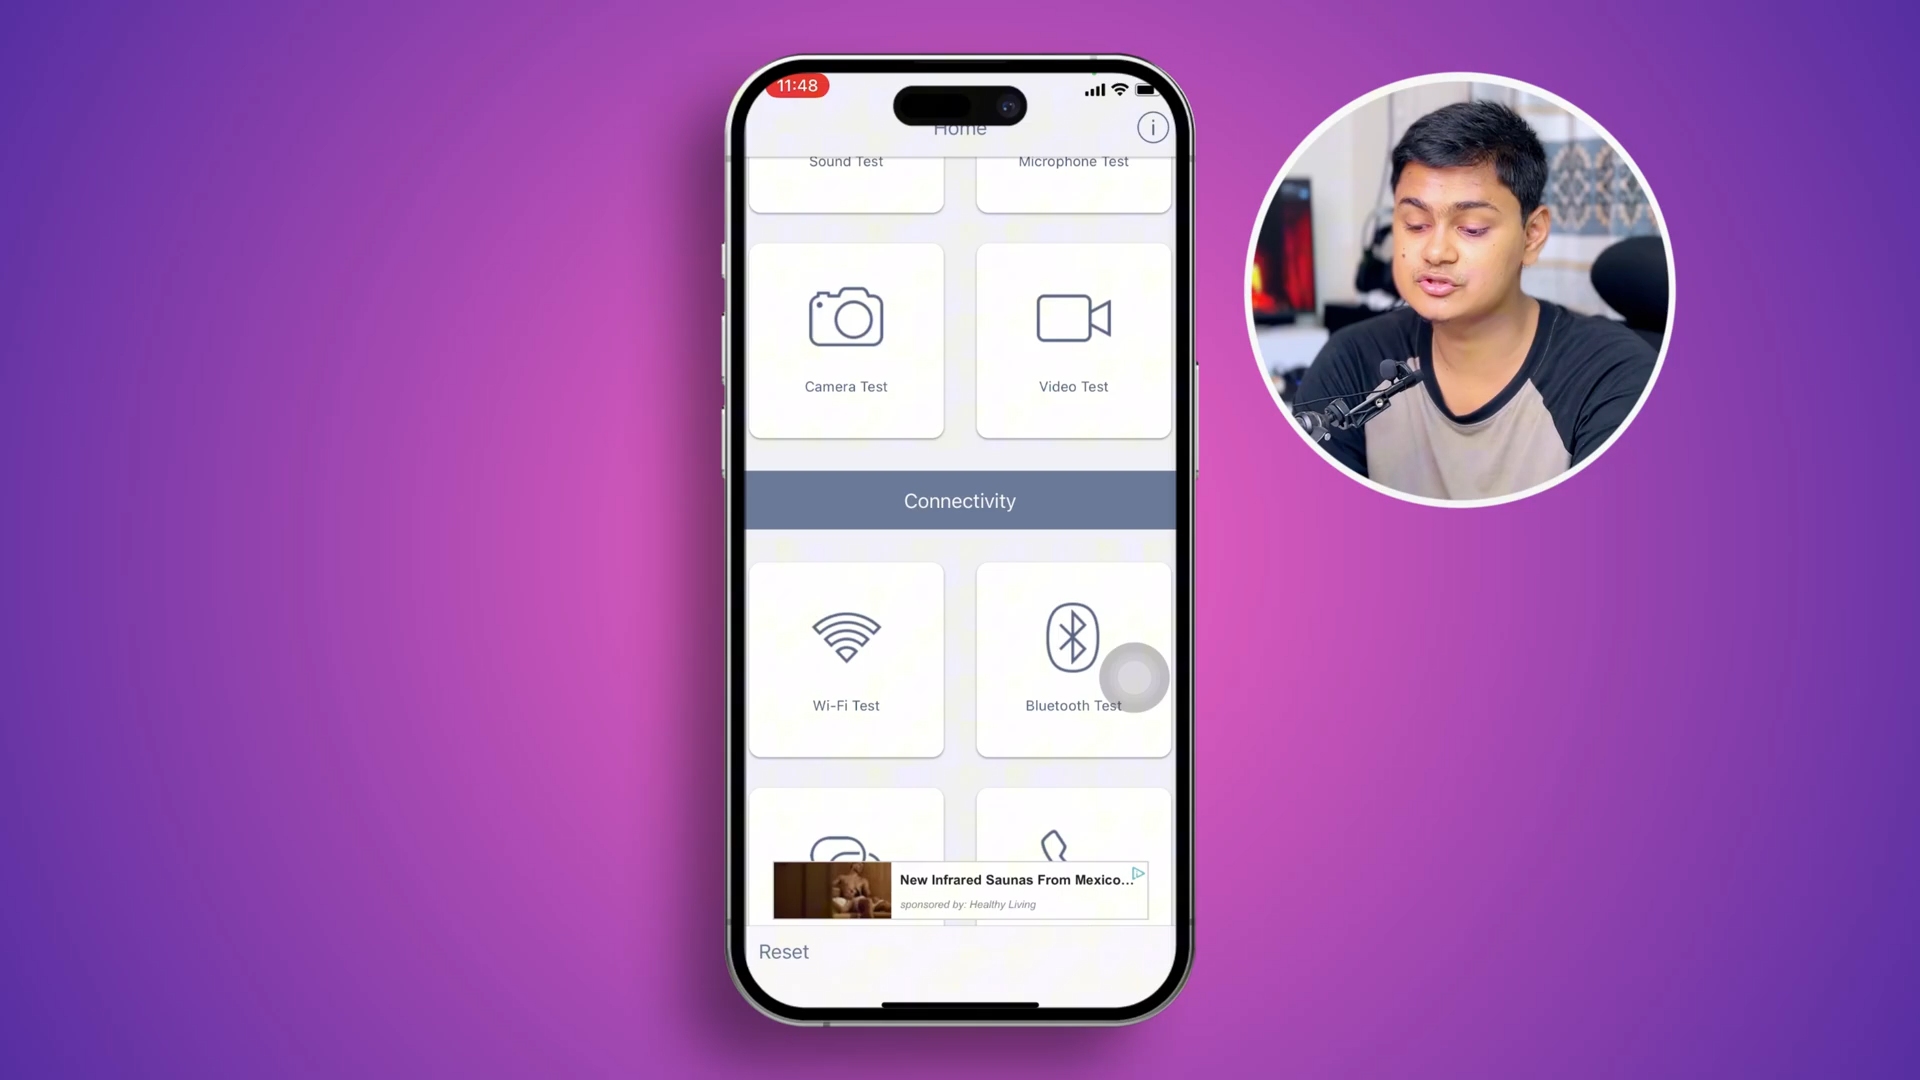 11:48
Home
i
Sound Test
Microphone Test
Camera Test
Video Test
Connectivity
Wi-Fi Test
Bluetooth Test
New Infrared Saunas From Mexico...
sponsored by: Healthy Living
Reset